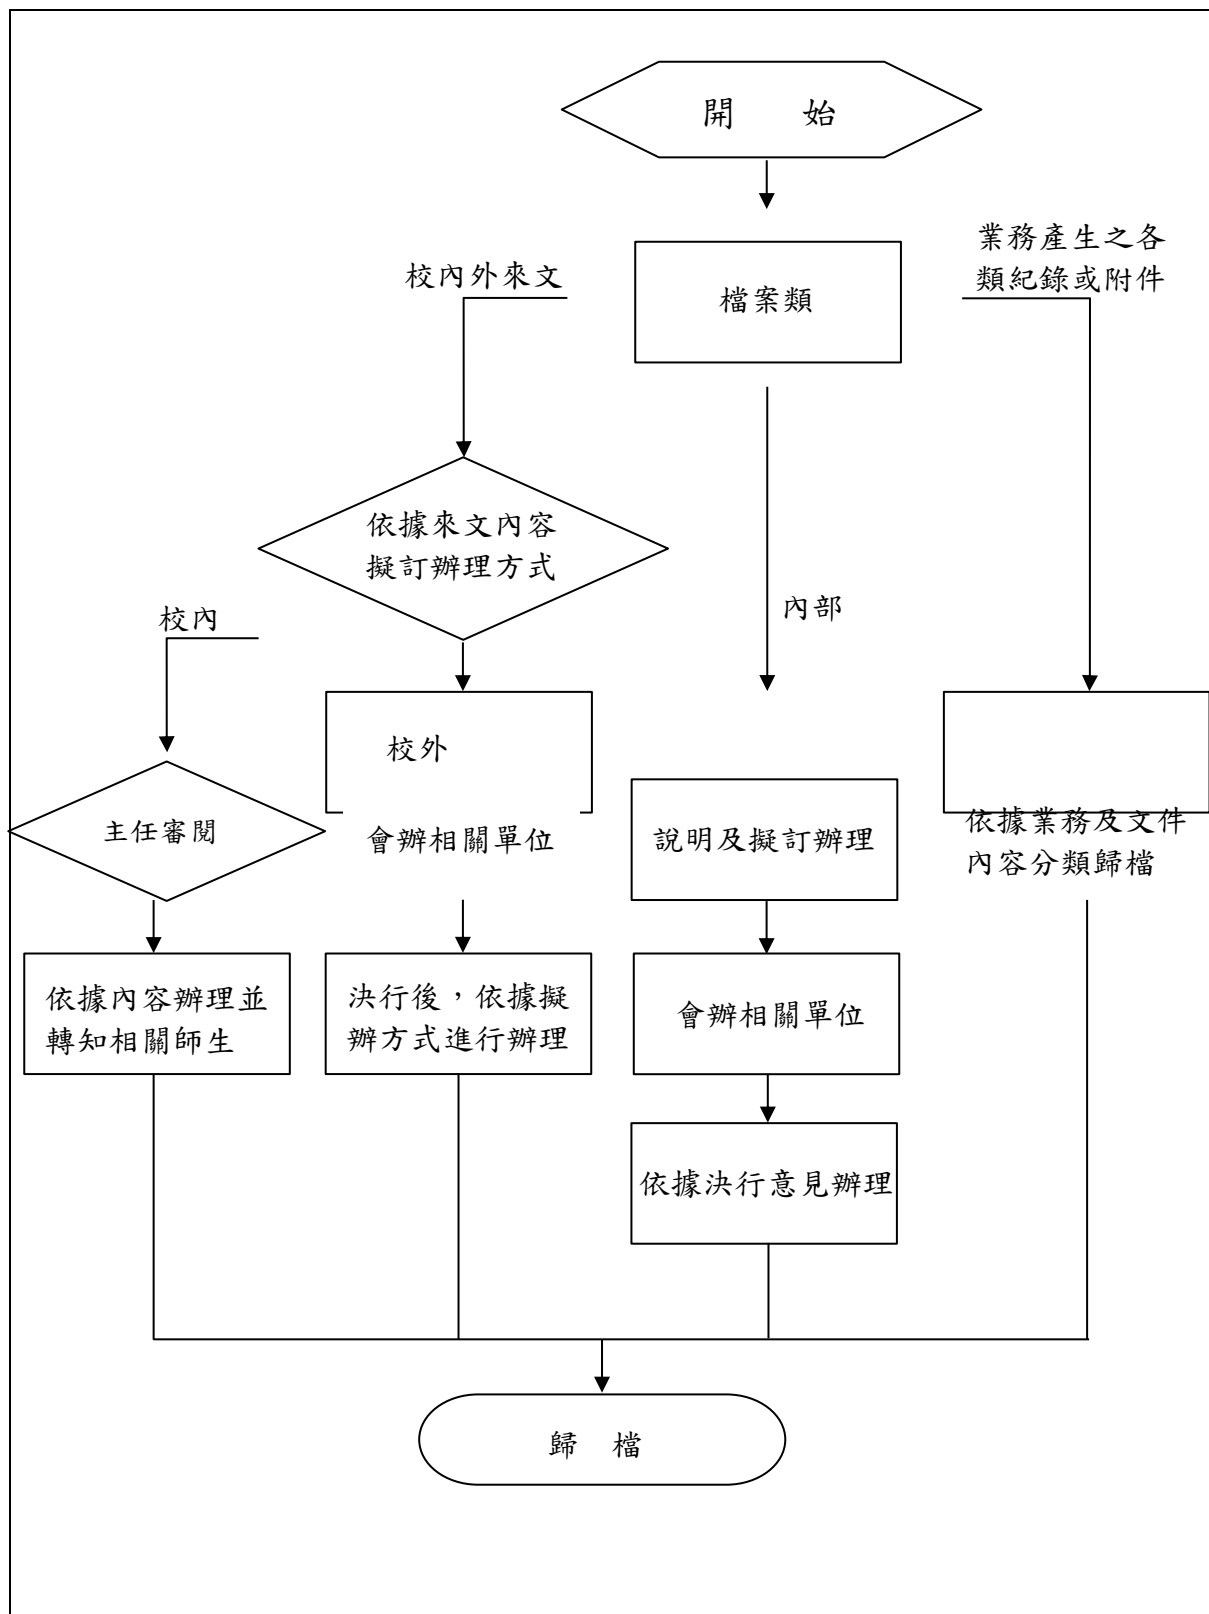 開　　始
業務產生之各
類紀錄或附件
校內外來文
檔案類
依據來文內容
擬訂辦理方式
內部
校內
校外
主任審閱
會辦相關單位
說明及擬訂辦理
依據業務及文件
內容分類歸檔
依據內容辦理並
轉知相關師生
決行後，依據擬
辦方式進行辦理
會辦相關單位
依據決行意見辦理
歸　檔